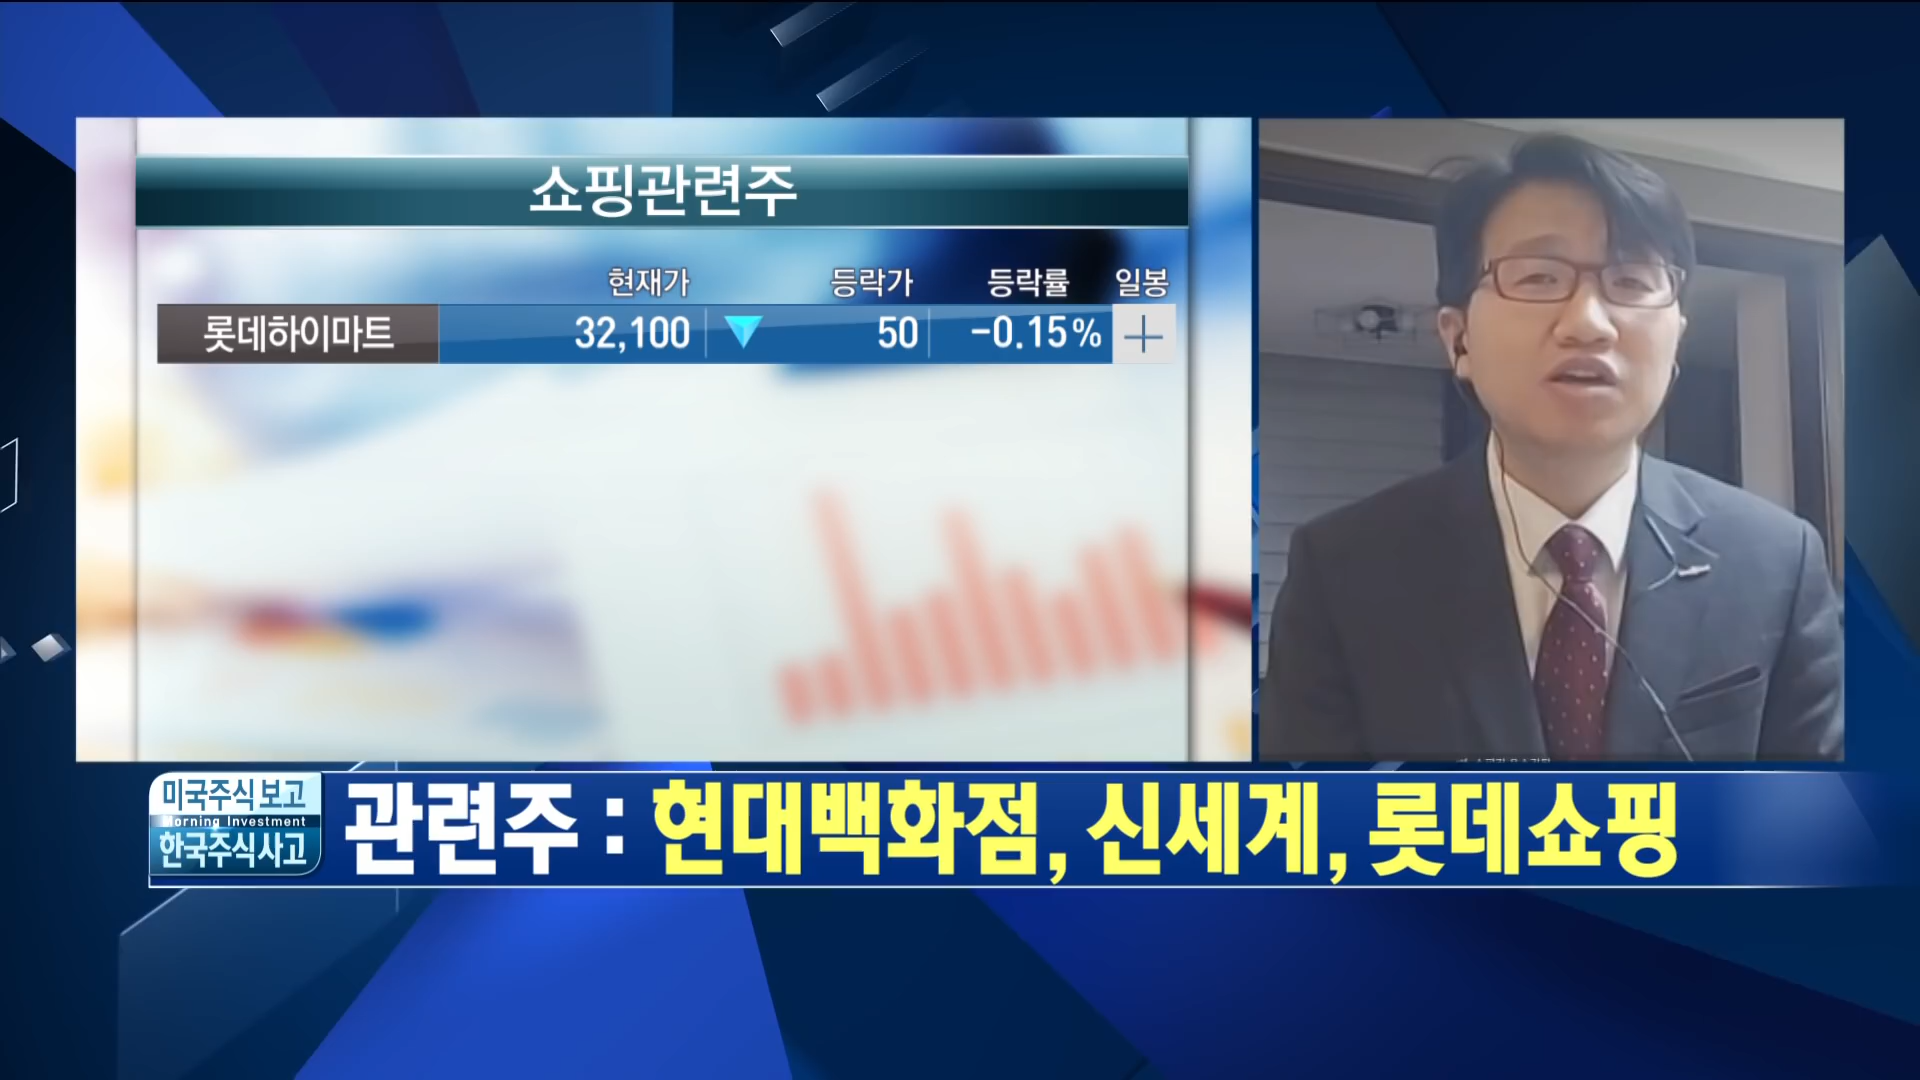 쇼핑관련주
현재가 등락가 등락률 일봉
롯데하이마트 32,100 ▼ 50 -0.15%
미국주식 보고
Morning Investment
한국주식 사고
관련주 : 현대백화점, 신세계, 롯데쇼핑